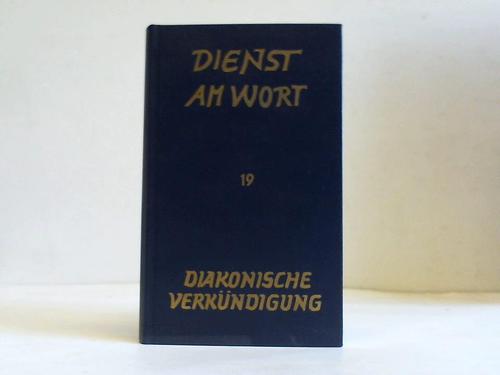 DIENST
AM WORT
19
DIAKONISCHE
VERKÜNDIGUNG